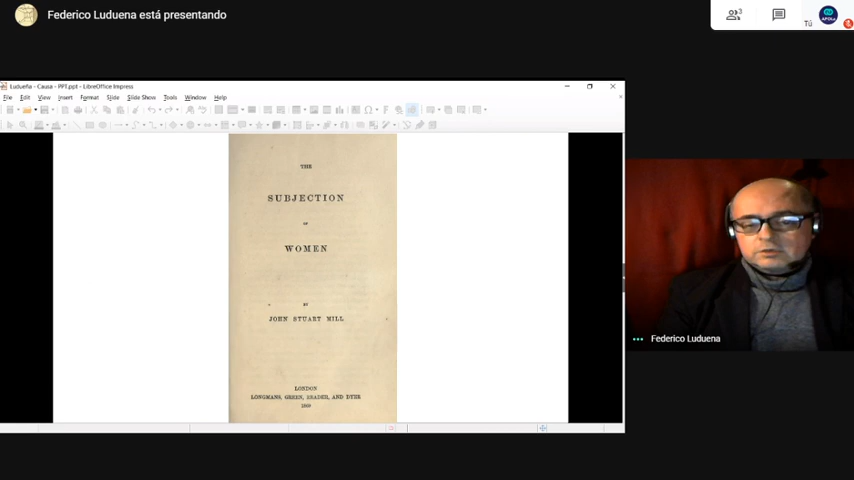 Federico Luduena está presentando
3
Tú
Ludueña - Causa - PPT.ppt - LibreOffice Impress
File Edit View Insert Format Slide Slide Show Tools Window Help
THE
SUBJECTION
OF
WOMEN
BY
JOHN STUART MILL
LONDON
LONGMANS, GREEN, READER, AND DYER
1869
Federico Luduena